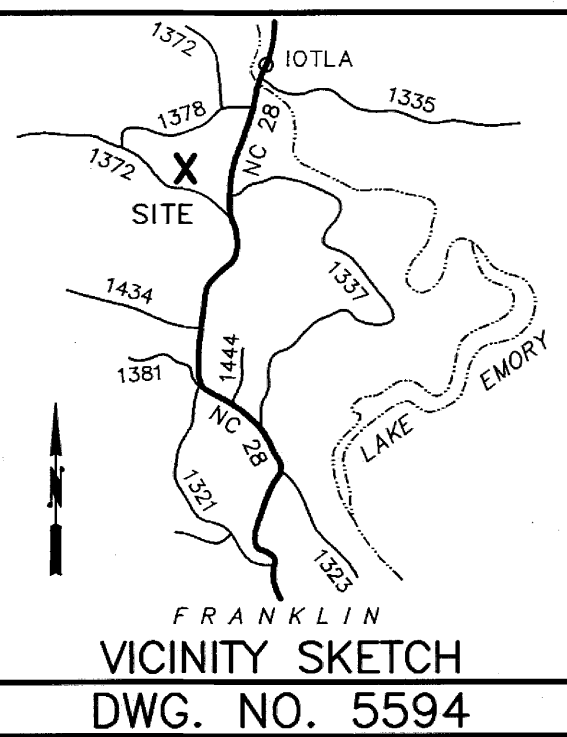 1372
IOTLA
1335
1378
NC 28
1372
X
SITE
1337
1434
1444
1381
EMORY
LAKE
NC 28
N
1321
1323
FRANKLIN
VICINITY SKETCH
DWG. NO. 5594